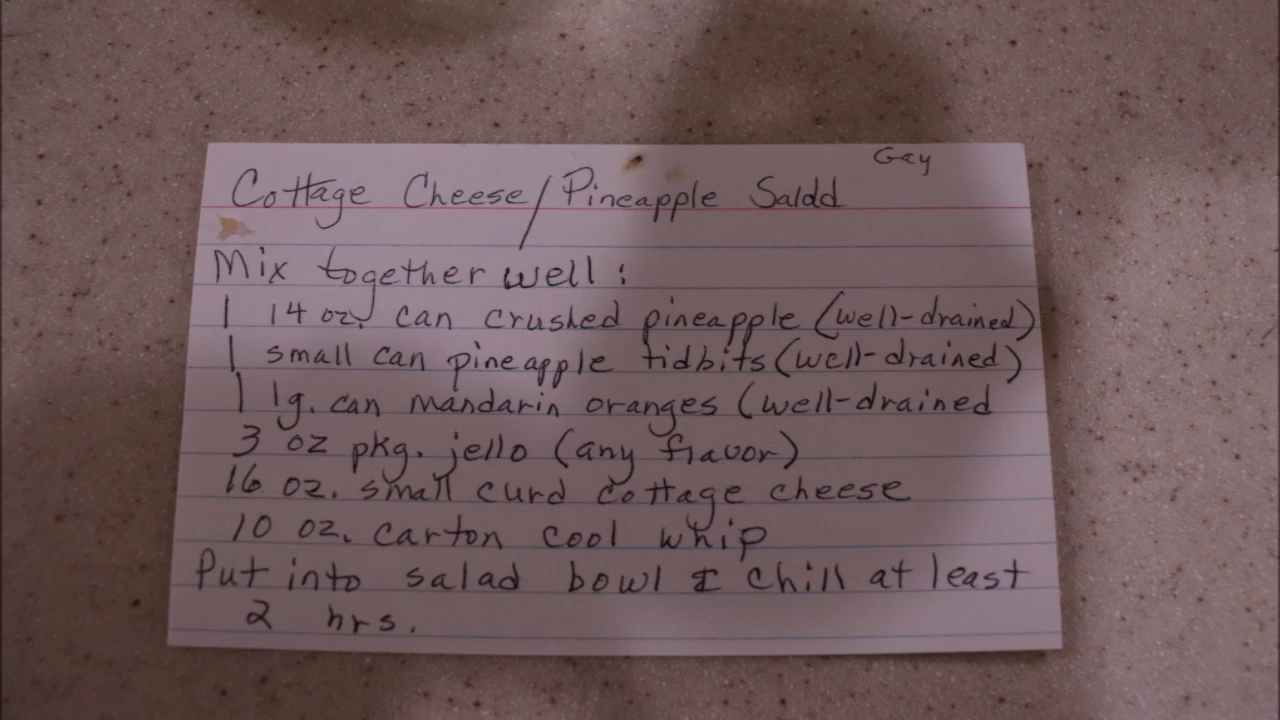 Gay
Cottage Cheese/Pineapple Saldd
Mix together well:
1 14 oz. can crushed pineapple (well-drained)
1 small can pineapple tidbits (well-drained)
1 lg. can mandarin oranges (well-drained
3 oz pkg. jello (any flavor)
16 oz. small curd cottage cheese
10 oz. carton cool whip
Put into salad bowl & chill at least
2 hrs.